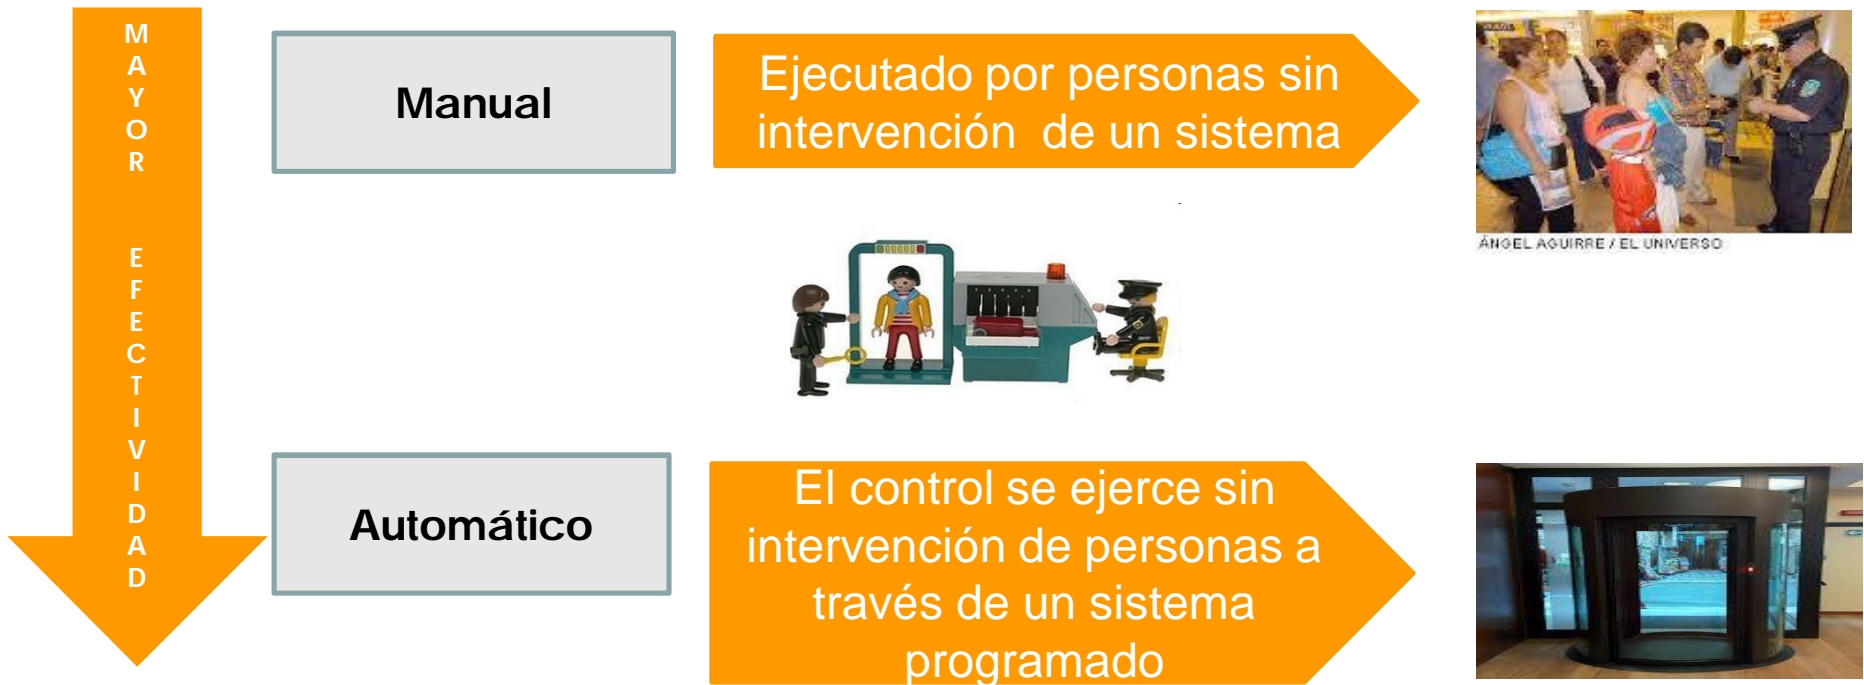 M
A
Y
O
R
E
F
E
C
T
I
V
I
D
A
D
Manual
Ejecutado por personas sin
intervención de un sistema
ÁNGEL AGUIRRE / EL UNIVERSO
Automático
El control se ejerce sin
intervención de personas a
través de un sistema
programado